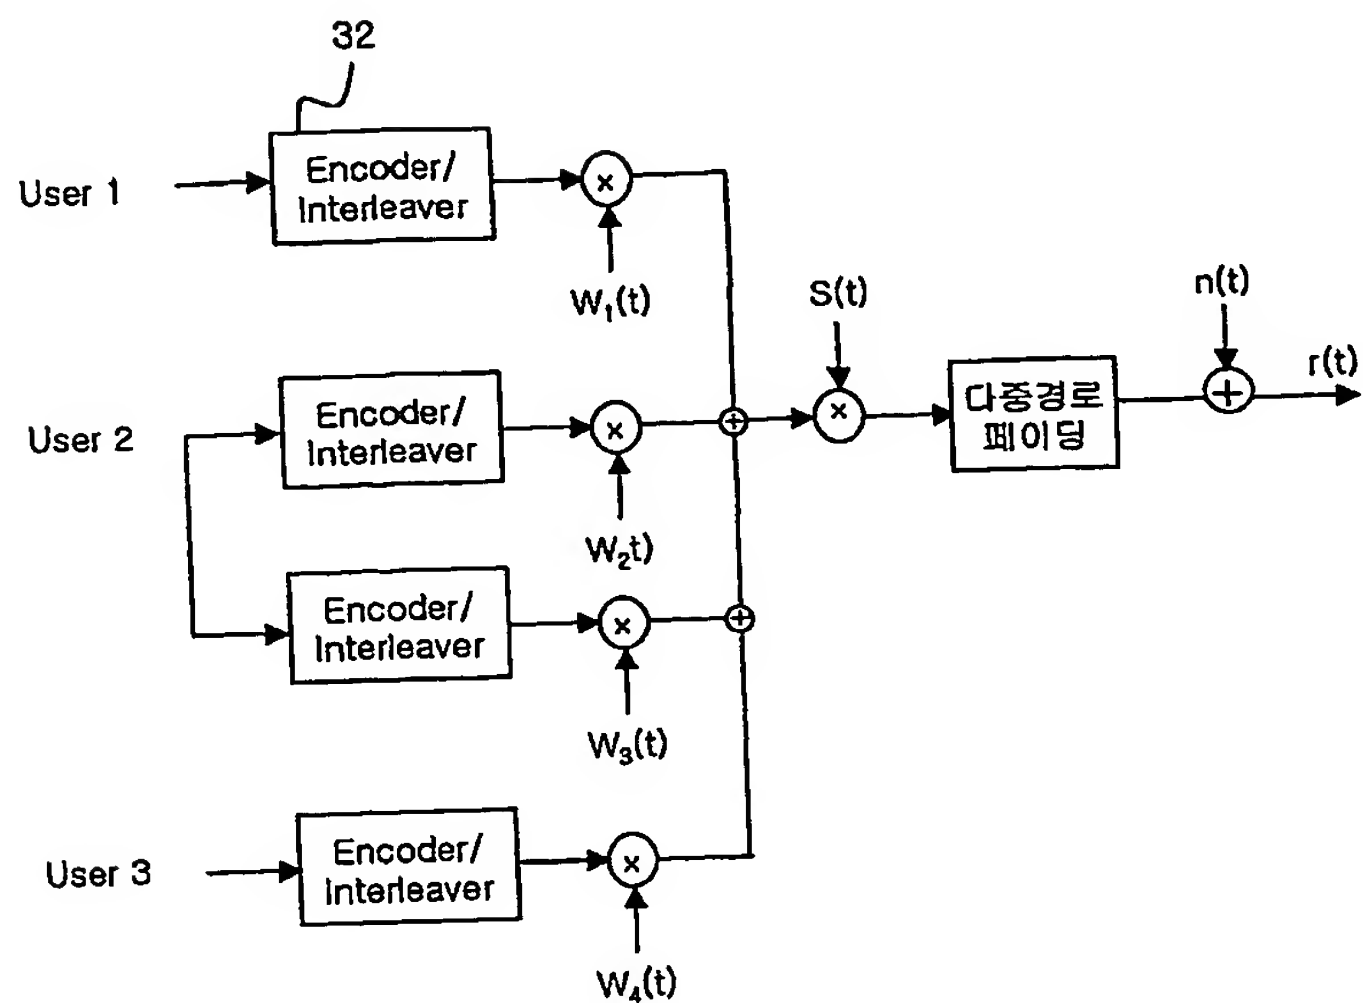 32
User 1
Encoder/
Interleaver
×
W₁(t)
S(t)
n(t)
r(t)
User 2
Encoder/
Interleaver
×
+
×
다중경로
페이딩
+
W₂t)
Encoder/
Interleaver
×
+
W₃(t)
User 3
Encoder/
Interleaver
×
W₄(t)